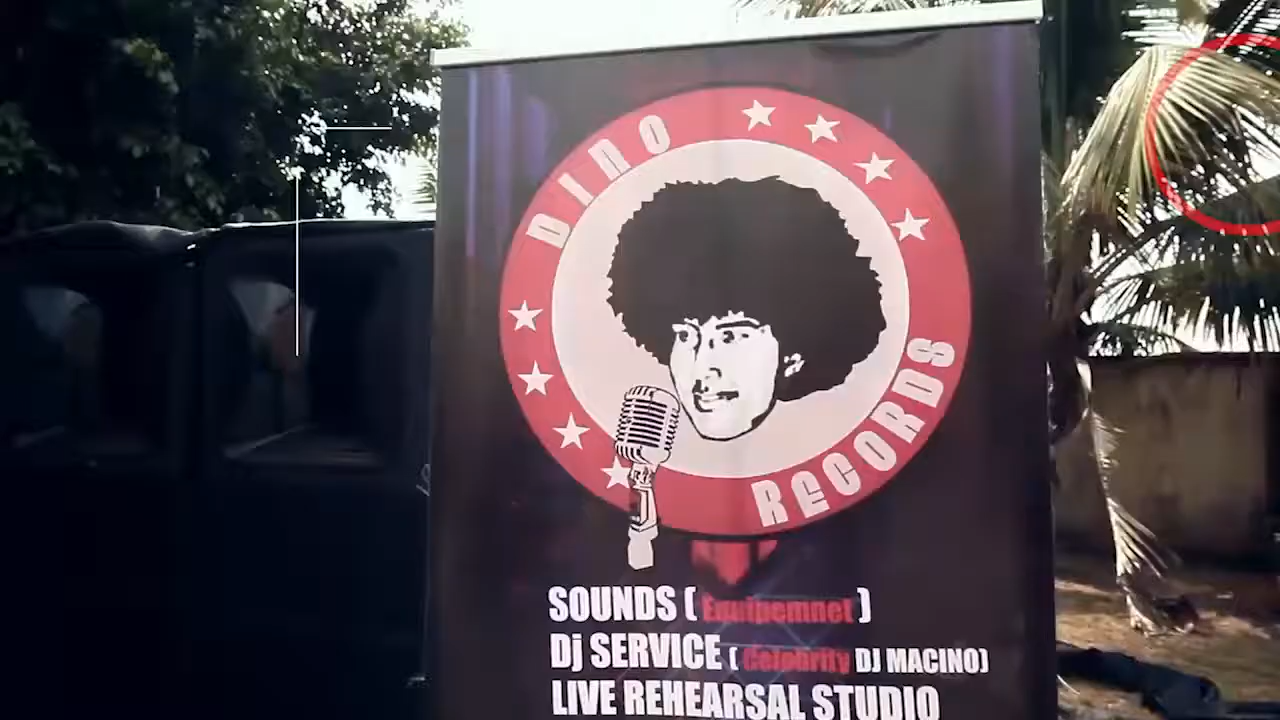 DINO
RECORDS
SOUNDS ( Equipemnet )
Dj SERVICE ( Celebrity DJ MACINO)
LIVE REHEARSAL STUDIO